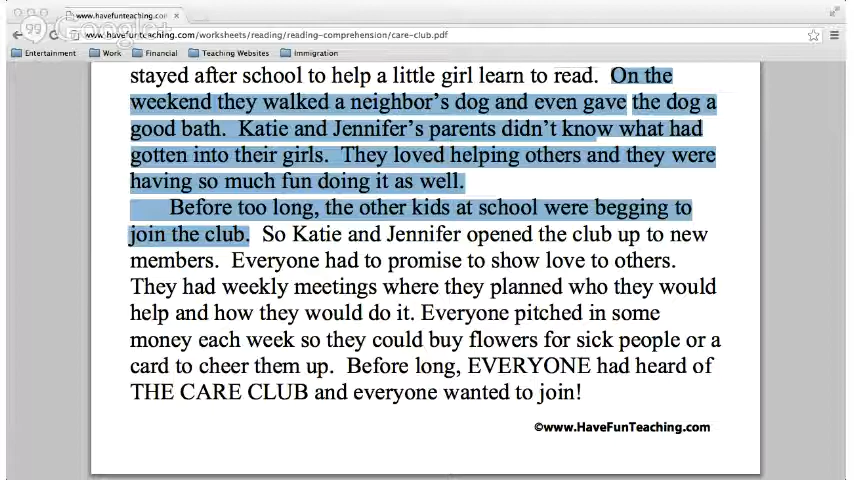 www.havefunteaching.com
Google+
www.havefunteaching.com/worksheets/reading/reading-comprehension/care-club.pdf
Entertainment Work Financial Teaching Websites Immigration
stayed after school to help a little girl learn to read. On the
weekend they walked a neighbor’s dog and even gave the dog a
good bath. Katie and Jennifer’s parents didn’t know what had
gotten into their girls. They loved helping others and they were
having so much fun doing it as well.
Before too long, the other kids at school were begging to
join the club. So Katie and Jennifer opened the club up to new
members. Everyone had to promise to show love to others.
They had weekly meetings where they planned who they would
help and how they would do it. Everyone pitched in some
money each week so they could buy flowers for sick people or a
card to cheer them up. Before long, EVERYONE had heard of
THE CARE CLUB and everyone wanted to join!
©www.HaveFunTeaching.com